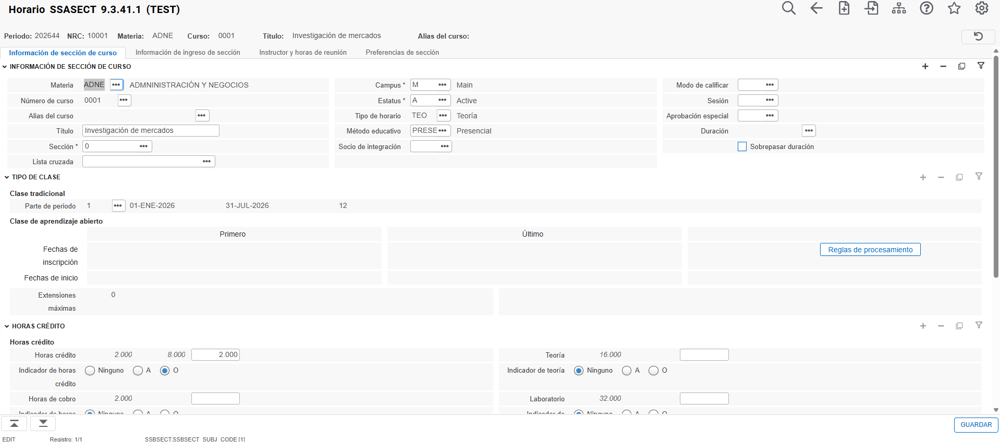 Horario SSASECT 9.3.41.1 (TEST)
Periodo: 202644 NRC: 10001 Materia: ADNE Curso: 0001 Título: Investigación de mercados Alias del curso:
Información de sección de curso Información de ingreso de sección Instructor y horas de reunión Preferencias de sección
INFORMACIÓN DE SECCIÓN DE CURSO
Materia ADNE ADMNINISTRACIÓN Y NEGOCIOS Campus * M Main Modo de calificar
Número de curso 0001 Estatus * A Active Sesión
Alias del curso Tipo de horario TEO Teoría Aprobación especial
Título Investigación de mercados Método educativo PRESE Presencial Duración
Sección * 0 Socio de integración Sobrepasar duración
Lista cruzada
TIPO DE CLASE
Clase tradicional
Parte de periodo 1 01-ENE-2026 31-JUL-2026 12
Clase de aprendizaje abierto
Primero Último
Fechas de inscripción Reglas de procesamiento
Fechas de inicio
Extensiones máximas 0
HORAS CRÉDITO
Horas crédito
Horas crédito 2.000 8.000 2.000 Teoría 16.000
Indicador de horas crédito Ninguno A O Indicador de teoría Ninguno A O
Horas de cobro 2.000 Laboratorio 32.000
Indicador de horas Ninguno A O Indicador de Ninguno A O
GUARDAR
EDIT Registro: 1/1 SSBSECT.SSBSECT_SUBJ_CODE [1]